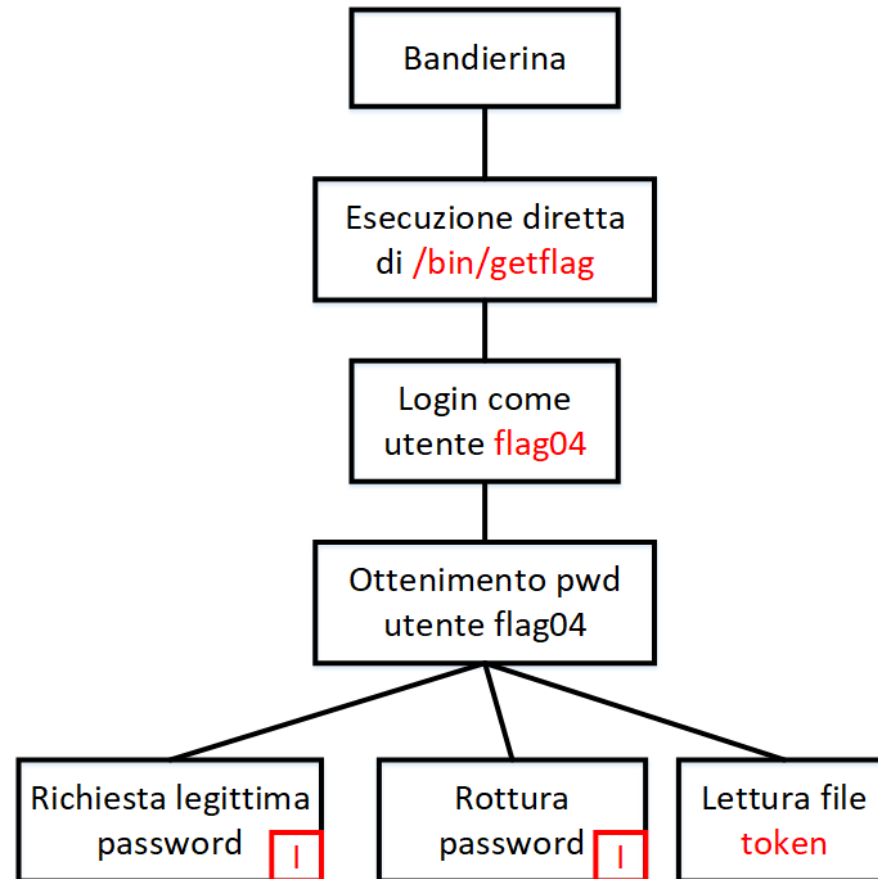 Bandierina
Esecuzione diretta
di /bin/getflag
Login come
utente flag04
Ottenimento pwd
utente flag04
Richiesta legittima
password
I
Rottura
password
I
Lettura file
token